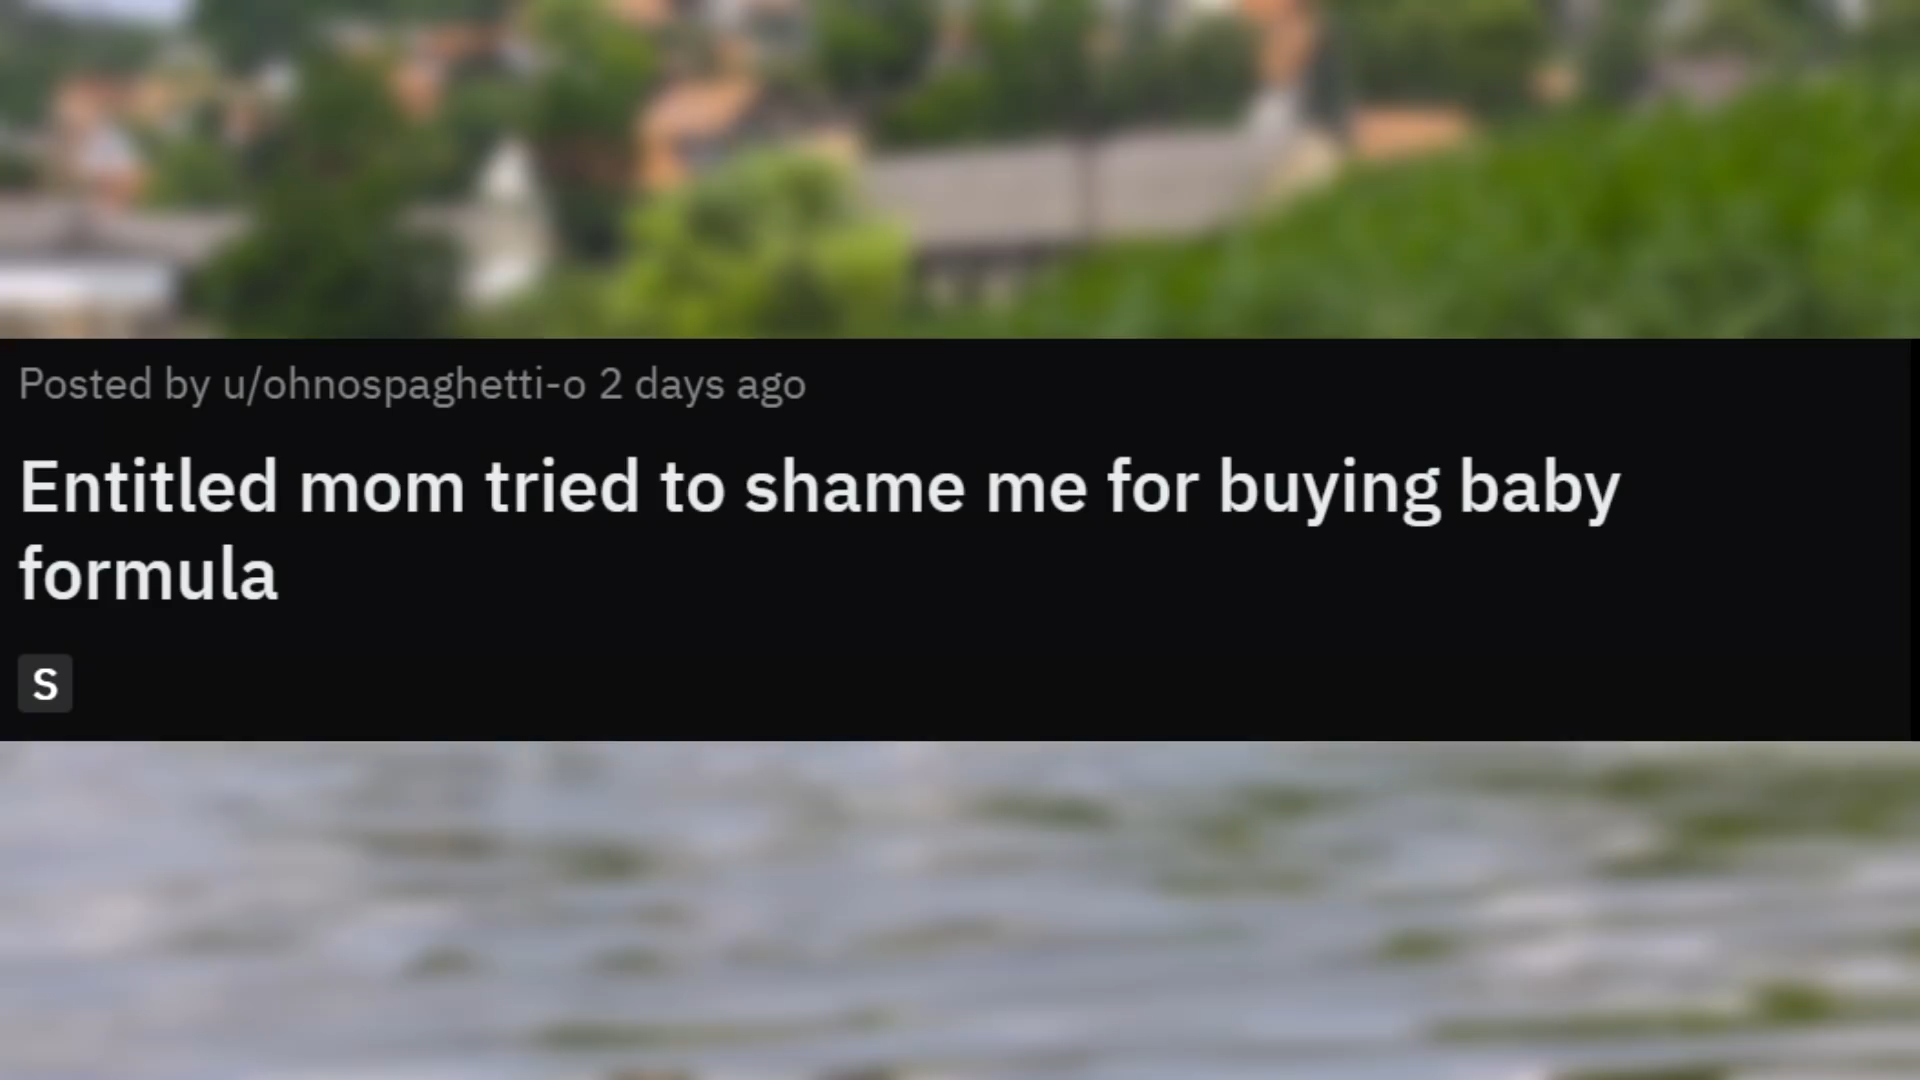 Posted by u/ohnospaghetti-o 2 days ago
Entitled mom tried to shame me for buying baby
formula
S